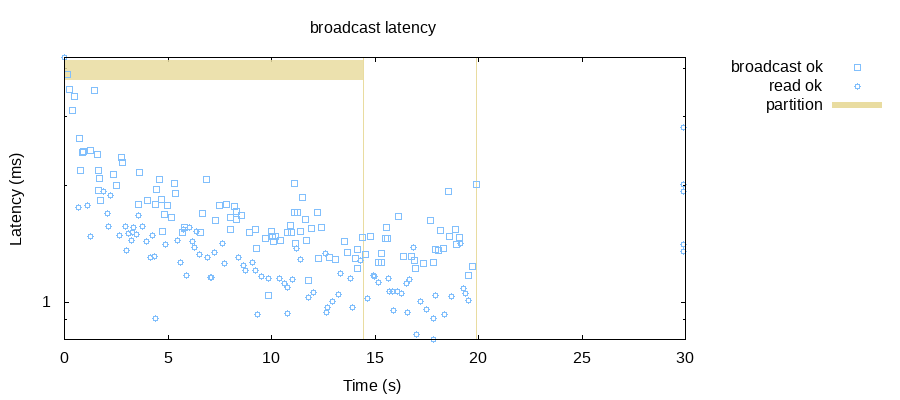 broadcast latency
broadcast ok
read ok
partition
Latency (ms)
1
0 5 10 15 20 25 30
Time (s)